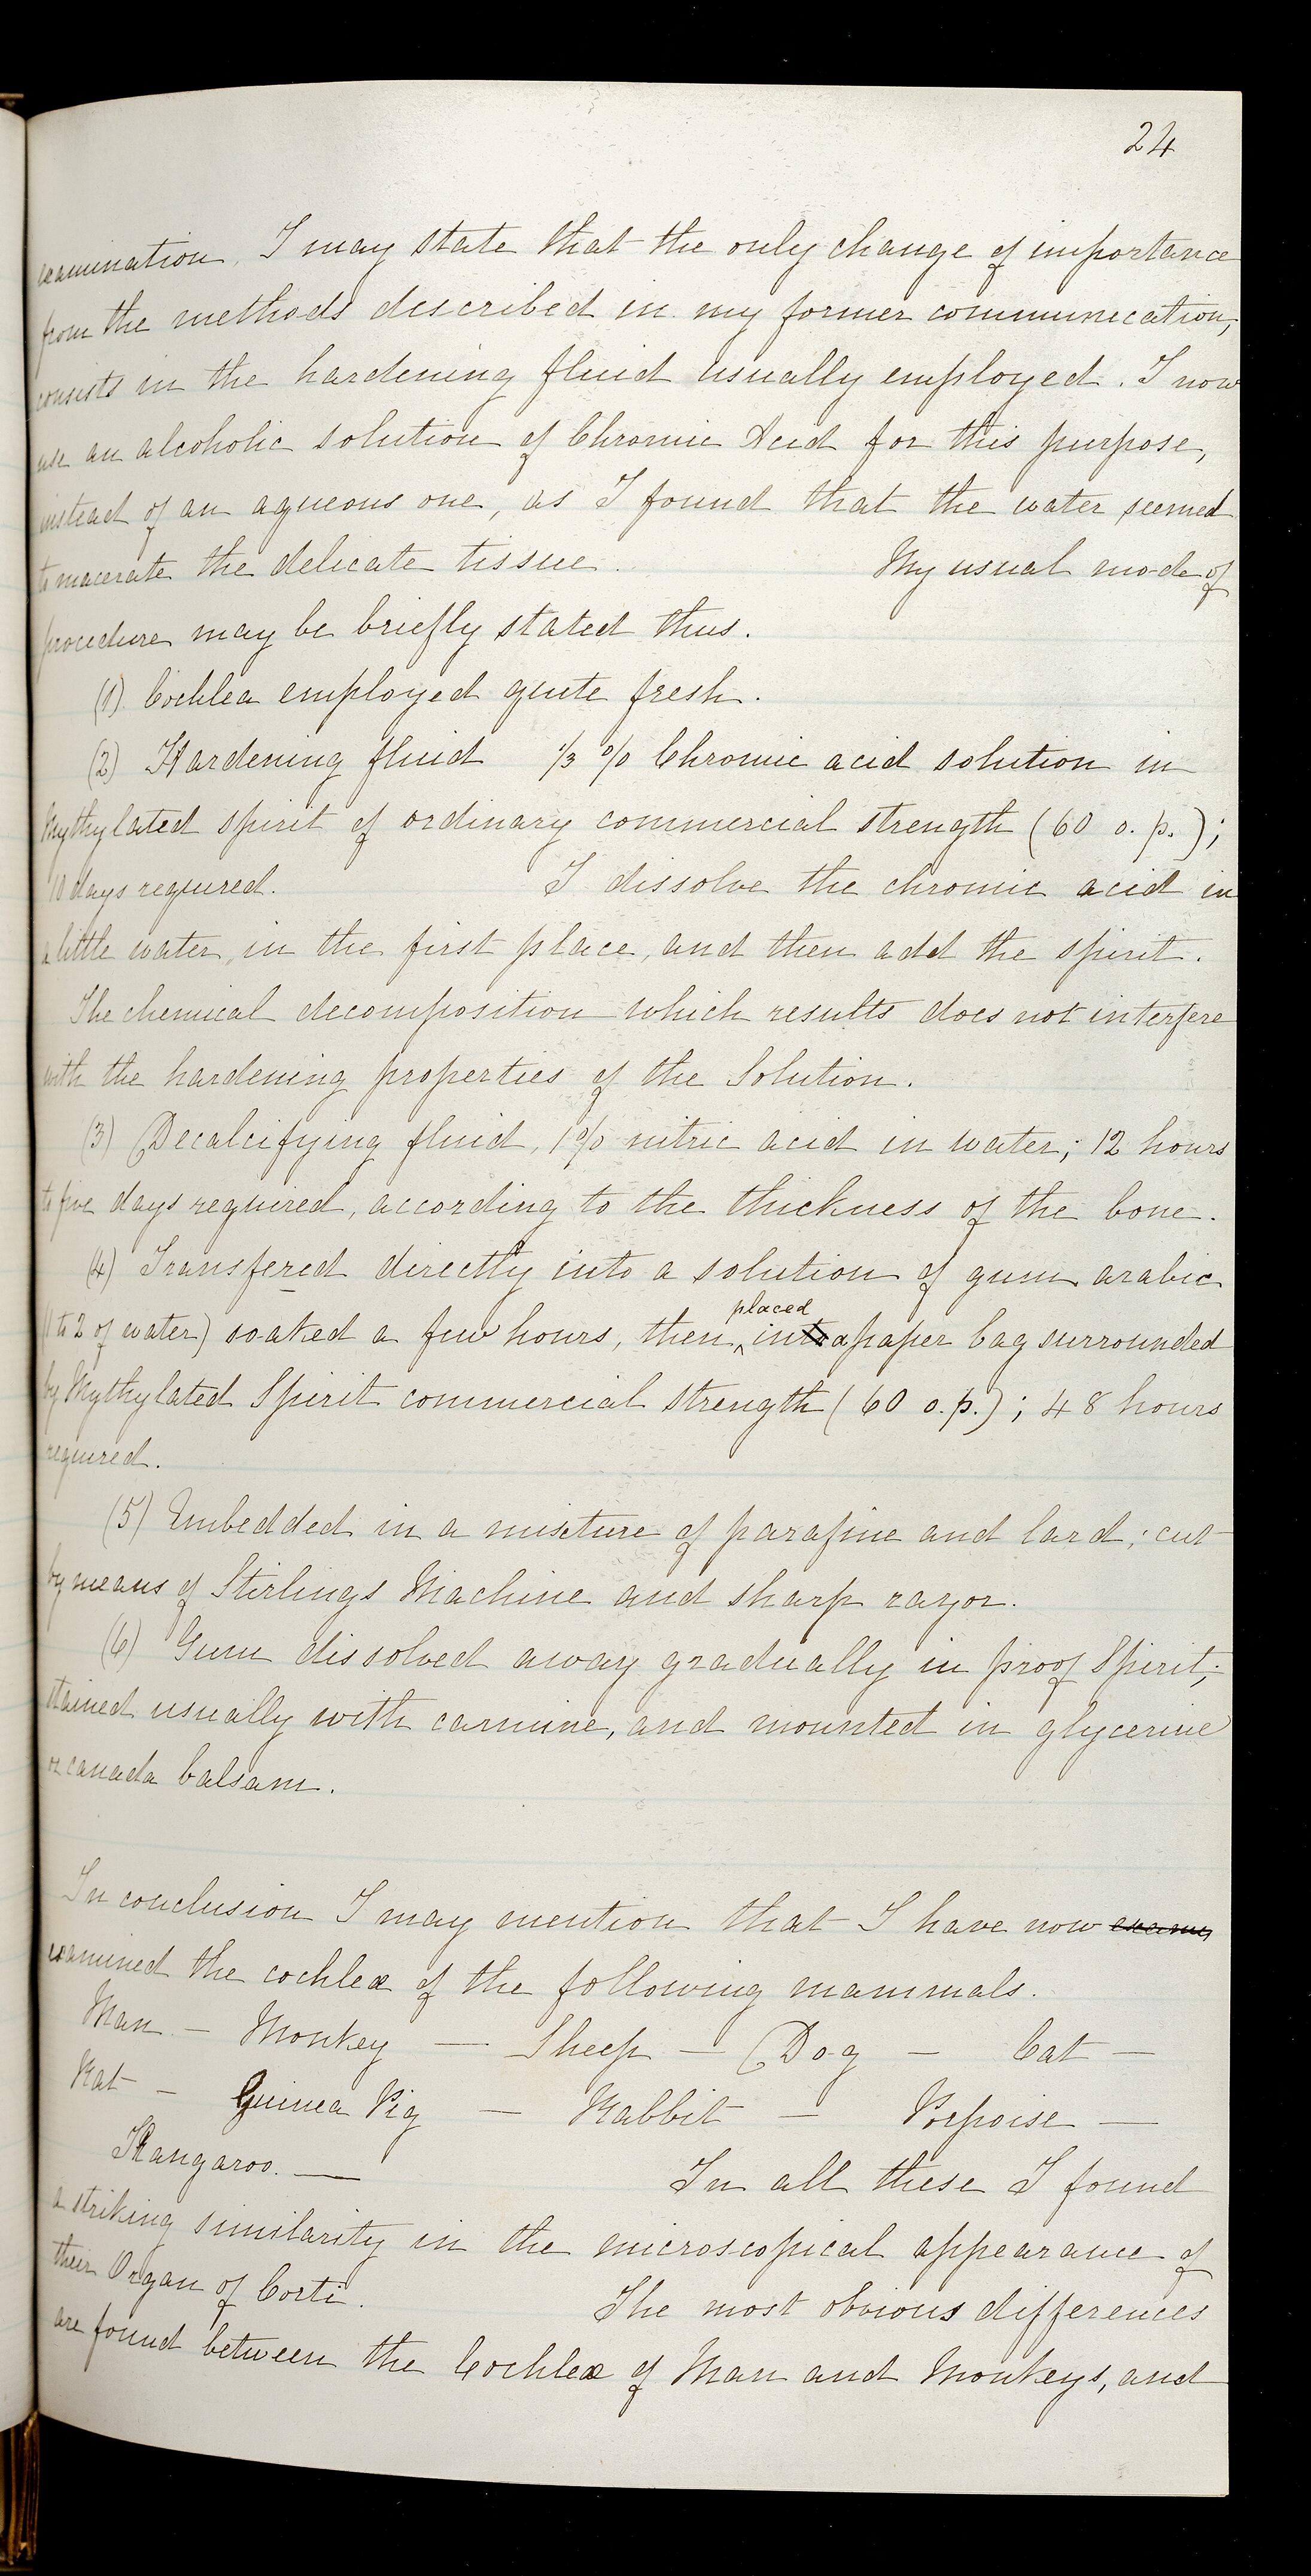 24
examination. I may state that the only change of importance
from the methods described in my former communication,
consists in the hardening fluid usually employed. I now
use an alcoholic solution of Chromic Acid for this purpose,
instead of an aqueous one, as I found that the water seemed
to macerate the delicate tissue. My usual mode of
procedure may be briefly stated thus.
(1) Cochlea employed quite fresh.
(2) Hardening fluid 1/3 % Chromic acid solution in
Mythylated spirit of ordinary commercial strength (60 o. p.);
10 days required. I dissolve the chromic acid in
a little water, in the first place, and then add the spirit.
The chemical decomposition which results does not interfere
with the hardening properties of the Solution.
(3) Decalcifying fluid, 1% nitric acid in water; 12 hours
to five days required, according to the thickness of the bone.
(4) Transfered directly into a solution of gum arabic
(1 to 2 of water) soaked a few hours, then placed in a paper bag surrounded
by Mythylated Spirit commercial strength (60 o. p.); 48 hours
required.
(5) Embedded in a mixture of parafine and lard; cut
by means of Stirlings Machine and sharp razor.
(6) Gum dissolved away gradually in proof Spirit;
stained usually with carmine, and mounted in glycerine
or canada balsam.
In conclusion I may mention that I have now
examined the cochleæ of the following mammals.
Man – Monkey — Sheep – Dog – Cat —
Rat – Guinea Pig — Rabbit — Porpoise —
Kangaroo. — In all these I found
a striking similarity in the microscopical appearance of
their Organ of Corti. The most obvious differences
are found between the Cochleæ of Man and Monkeys, and